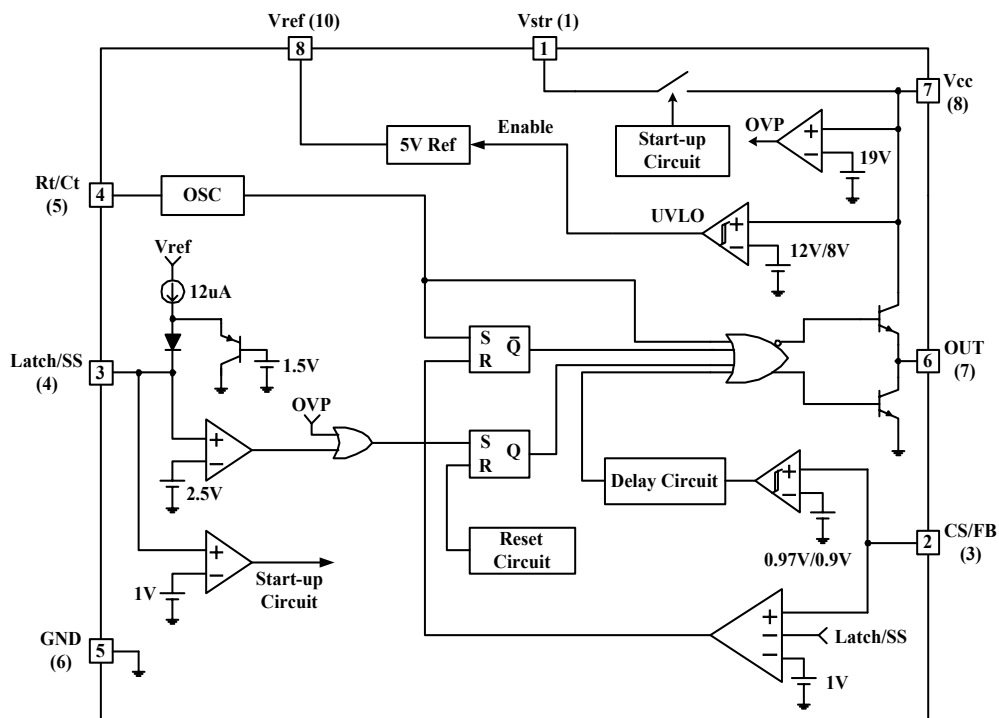 Vref (10)
8
Vstr (1)
1
Vcc
(8)
7
OVP
19V
Start-up
Circuit
Enable
5V Ref
Rt/Ct
(5)
4
OSC
UVLO
12V/8V
Vref
12uA
1.5V
Latch/SS
(4)
3
S
R
Q̅
OUT
(7)
6
OVP
S
R
Q
2.5V
Delay Circuit
0.97V/0.9V
CS/FB
(3)
2
Reset
Circuit
1V
Start-up
Circuit
GND
(6)
5
Latch/SS
1V
+
−
+
−
+
−
+
−
+
−
+
−
−